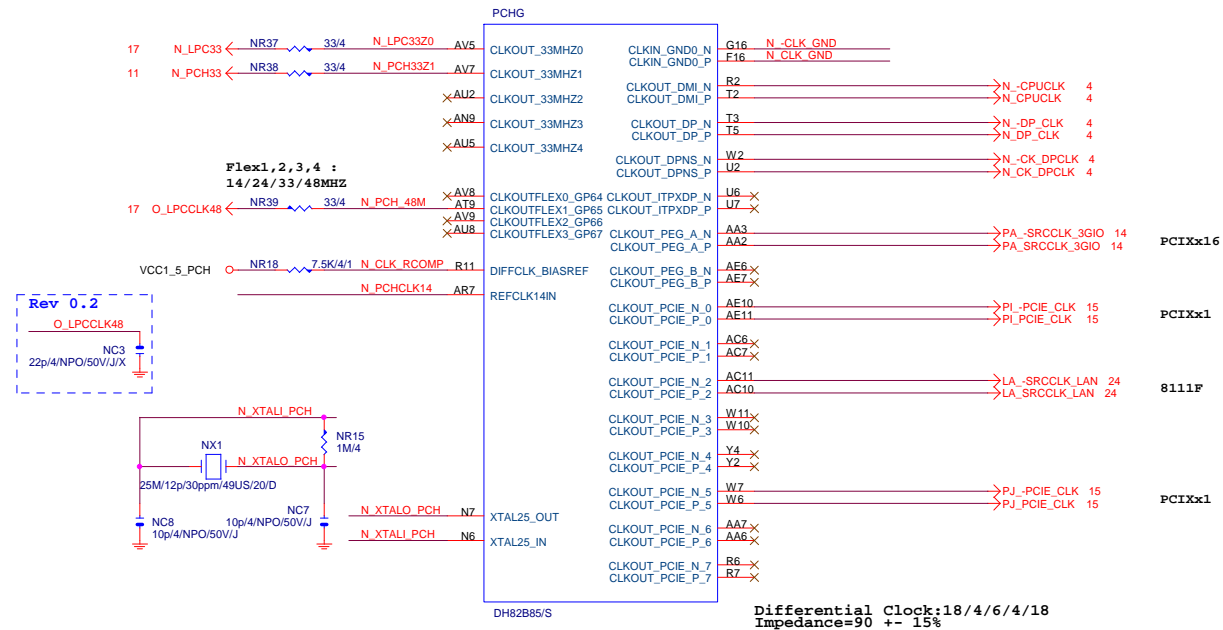 PCHG
17 N_LPC33 NR37 33/4 N_LPC33Z0 AV5 CLKOUT_33MHZ0
11 N_PCH33 NR38 33/4 N_PCH33Z1 AV7 CLKOUT_33MHZ1
AU2 CLKOUT_33MHZ2
AN9 CLKOUT_33MHZ3
AU5 CLKOUT_33MHZ4
Flex1,2,3,4 :
14/24/33/48MHZ
AV8 CLKOUTFLEX0_GP64
17 O_LPCCLK48 NR39 33/4 N_PCH_48M AT9 CLKOUTFLEX1_GP65
AV9 CLKOUTFLEX2_GP66
AU8 CLKOUTFLEX3_GP67
VCC1_5_PCH NR18 7.5K/4/1 N_CLK_RCOMP R11 DIFFCLK_BIASREF
N_PCHCLK14 AR7 REFCLK14IN
Rev 0.2
O_LPCCLK48
NC3
22p/4/NPO/50V/J/X
N_XTALI_PCH
NR15
1M/4
NX1
N_XTALO_PCH
25M/12p/30ppm/49US/20/D
NC8
10p/4/NPO/50V/J
NC7
10p/4/NPO/50V/J
N_XTALO_PCH N7 XTAL25_OUT
N_XTALI_PCH N6 XTAL25_IN
CLKIN_GND0_N G16 N_-CLK_GND
CLKIN_GND0_P F16 N_CLK_GND
CLKOUT_DMI_N R2 N_-CPUCLK 4
CLKOUT_DMI_P T2 N_CPUCLK 4
CLKOUT_DP_N T3 N_-DP_CLK 4
CLKOUT_DP_P T5 N_DP_CLK 4
CLKOUT_DPNS_N W2 N_-CK_DPCLK 4
CLKOUT_DPNS_P U2 N_CK_DPCLK 4
CLKOUT_ITPXDP_N U6
CLKOUT_ITPXDP_P U7
CLKOUT_PEG_A_N AA3 PA_-SRCCLK_3GIO 14
CLKOUT_PEG_A_P AA2 PA_SRCCLK_3GIO 14
PCIXx16
CLKOUT_PEG_B_N AE6
CLKOUT_PEG_B_P AE7
CLKOUT_PCIE_N_0 AE10 PI_-PCIE_CLK 15
CLKOUT_PCIE_P_0 AE11 PI_PCIE_CLK 15
PCIXx1
CLKOUT_PCIE_N_1 AC6
CLKOUT_PCIE_P_1 AC7
CLKOUT_PCIE_N_2 AC11 LA_-SRCCLK_LAN 24
CLKOUT_PCIE_P_2 AC10 LA_SRCCLK_LAN 24
8111F
CLKOUT_PCIE_N_3 W11
CLKOUT_PCIE_P_3 W10
CLKOUT_PCIE_N_4 Y4
CLKOUT_PCIE_P_4 Y2
CLKOUT_PCIE_N_5 W7 PJ_-PCIE_CLK 15
CLKOUT_PCIE_P_5 W6 PJ_PCIE_CLK 15
PCIXx1
CLKOUT_PCIE_N_6 AA7
CLKOUT_PCIE_P_6 AA6
CLKOUT_PCIE_N_7 R6
CLKOUT_PCIE_P_7 R7
DH82B85/S
Differential Clock:18/4/6/4/18
Impedance=90 +- 15%